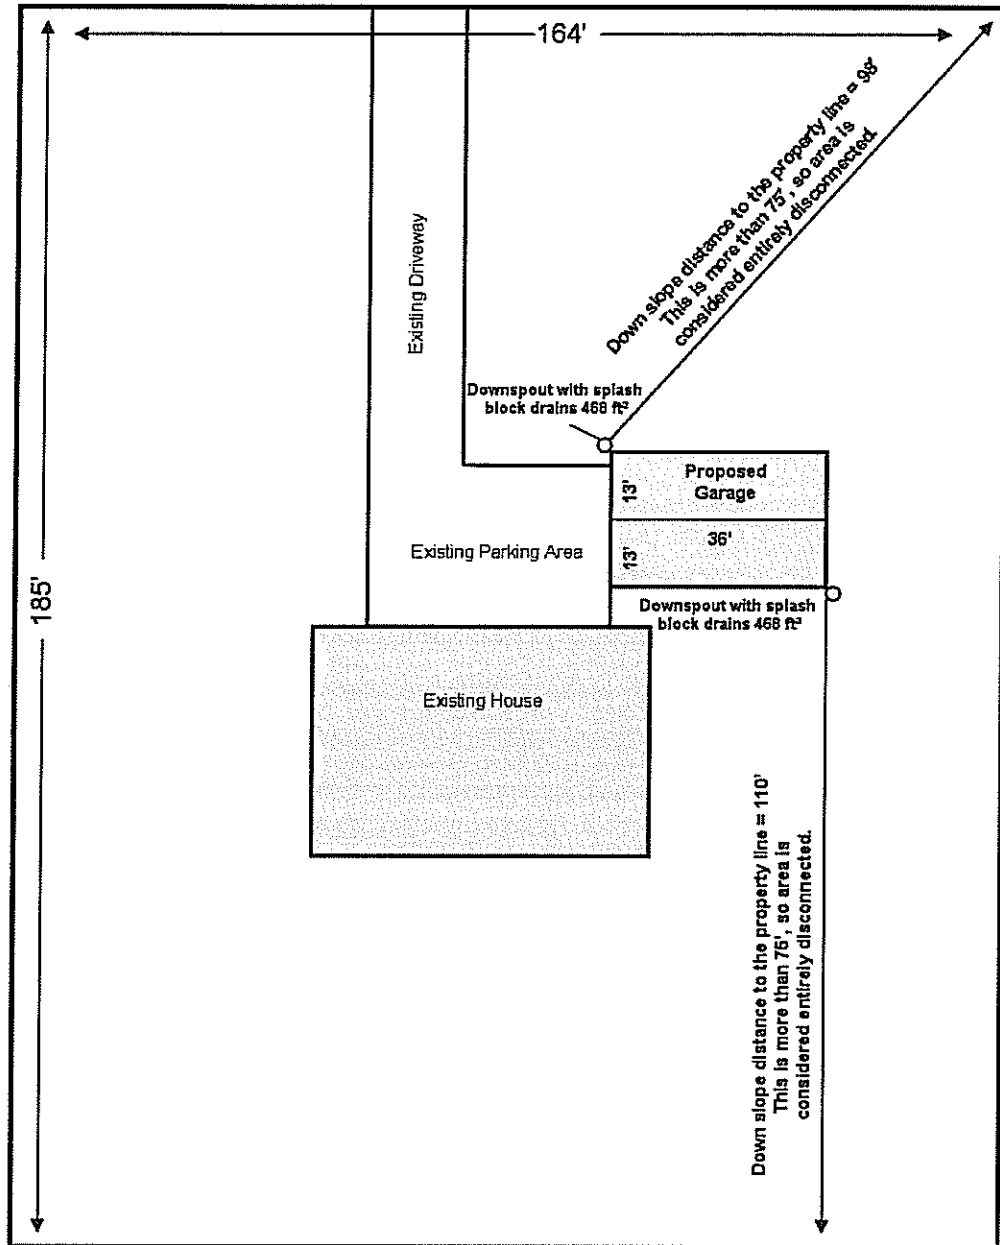 164'
Down slope distance to the property line = 98'
This is more than 75', so area is
considered entirely disconnected.
Existing Driveway
Downspout with splash
block drains 468 ft²
Proposed
Garage
13'
36'
13'
Existing Parking Area
185'
Downspout with splash
block drains 468 ft²
Existing House
Down slope distance to the property line = 110'
This is more than 75', so area is
considered entirely disconnected.